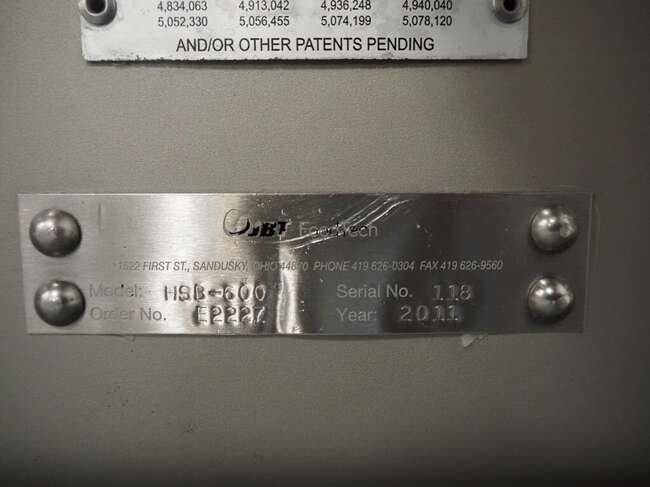 4,834,063 4,913,042 4,936,248 4,940,040
5,052,330 5,056,455 5,074,199 5,078,120
AND/OR OTHER PATENTS PENDING
JBT FoodTech
1622 FIRST ST., SANDUSKY, OHIO 44870 PHONE 419 626-0304 FAX 419 626-9560
Model: HSB-600 Serial No. 118
Order No. E2227 Year: 2011